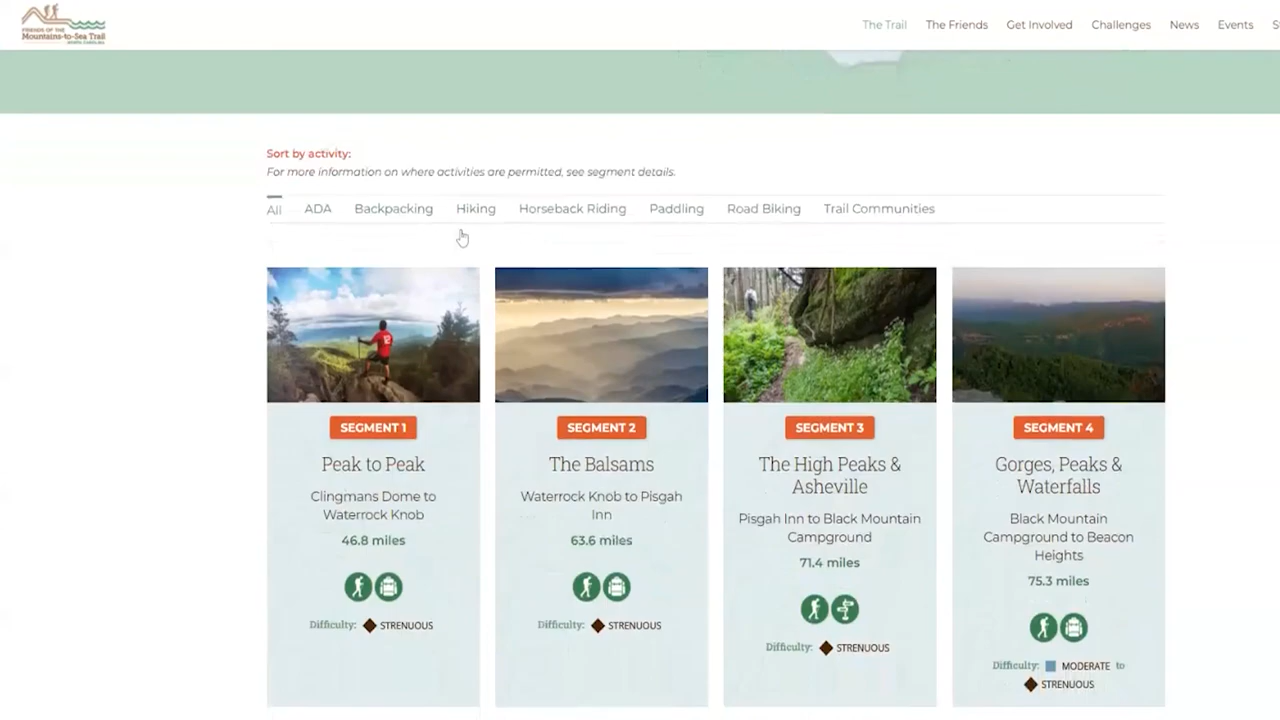 FRIENDS OF THE
Mountains-to-Sea Trail
NORTH CAROLINA
The Trail
The Friends
Get Involved
Challenges
News
Events
S
Sort by activity:
For more information on where activities are permitted, see segment details.
All
ADA
Backpacking
Hiking
Horseback Riding
Paddling
Road Biking
Trail Communities
12
SEGMENT 1
Peak to Peak
Clingmans Dome to
Waterrock Knob
46.8 miles
Difficulty: STRENUOUS
SEGMENT 2
The Balsams
Waterrock Knob to Pisgah
Inn
63.6 miles
Difficulty: STRENUOUS
SEGMENT 3
The High Peaks &
Asheville
Pisgah Inn to Black Mountain
Campground
71.4 miles
Difficulty: STRENUOUS
SEGMENT 4
Gorges, Peaks &
Waterfalls
Black Mountain
Campground to Beacon
Heights
75.3 miles
Difficulty: MODERATE to
STRENUOUS